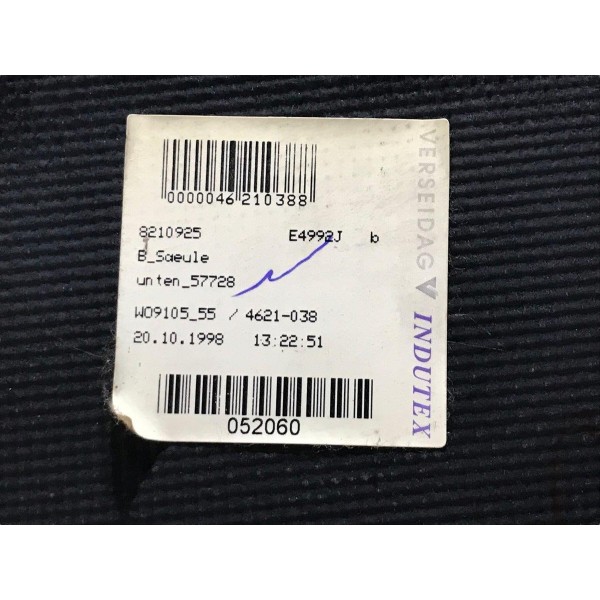 0000046210388
8210925 E4992J b
B_Saeule
unten_57728
W09105_55 / 4621-038
20.10.1998 13:22:51
052060
VERSEIDAG INDUTEX